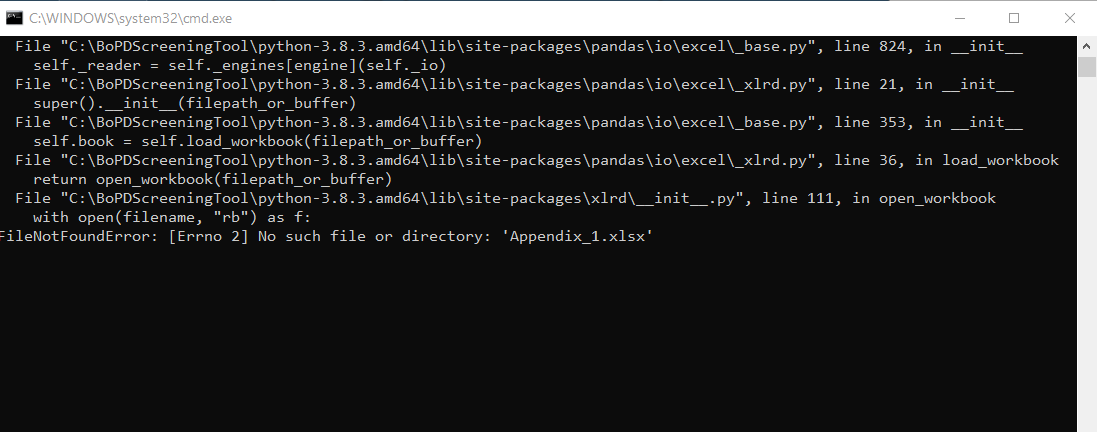 C:\WINDOWS\system32\cmd.exe
File "C:\BoPDScreeningTool\python-3.8.3.amd64\lib\site-packages\pandas\io\excel\_base.py", line 824, in __init__
self._reader = self._engines[engine](self._io)
File "C:\BoPDScreeningTool\python-3.8.3.amd64\lib\site-packages\pandas\io\excel\_xlrd.py", line 21, in __init__
super().__init__(filepath_or_buffer)
File "C:\BoPDScreeningTool\python-3.8.3.amd64\lib\site-packages\pandas\io\excel\_base.py", line 353, in __init__
self.book = self.load_workbook(filepath_or_buffer)
File "C:\BoPDScreeningTool\python-3.8.3.amd64\lib\site-packages\pandas\io\excel\_xlrd.py", line 36, in load_workbook
return open_workbook(filepath_or_buffer)
File "C:\BoPDScreeningTool\python-3.8.3.amd64\lib\site-packages\xlrd\__init__.py", line 111, in open_workbook
with open(filename, "rb") as f:
FileNotFoundError: [Errno 2] No such file or directory: 'Appendix_1.xlsx'